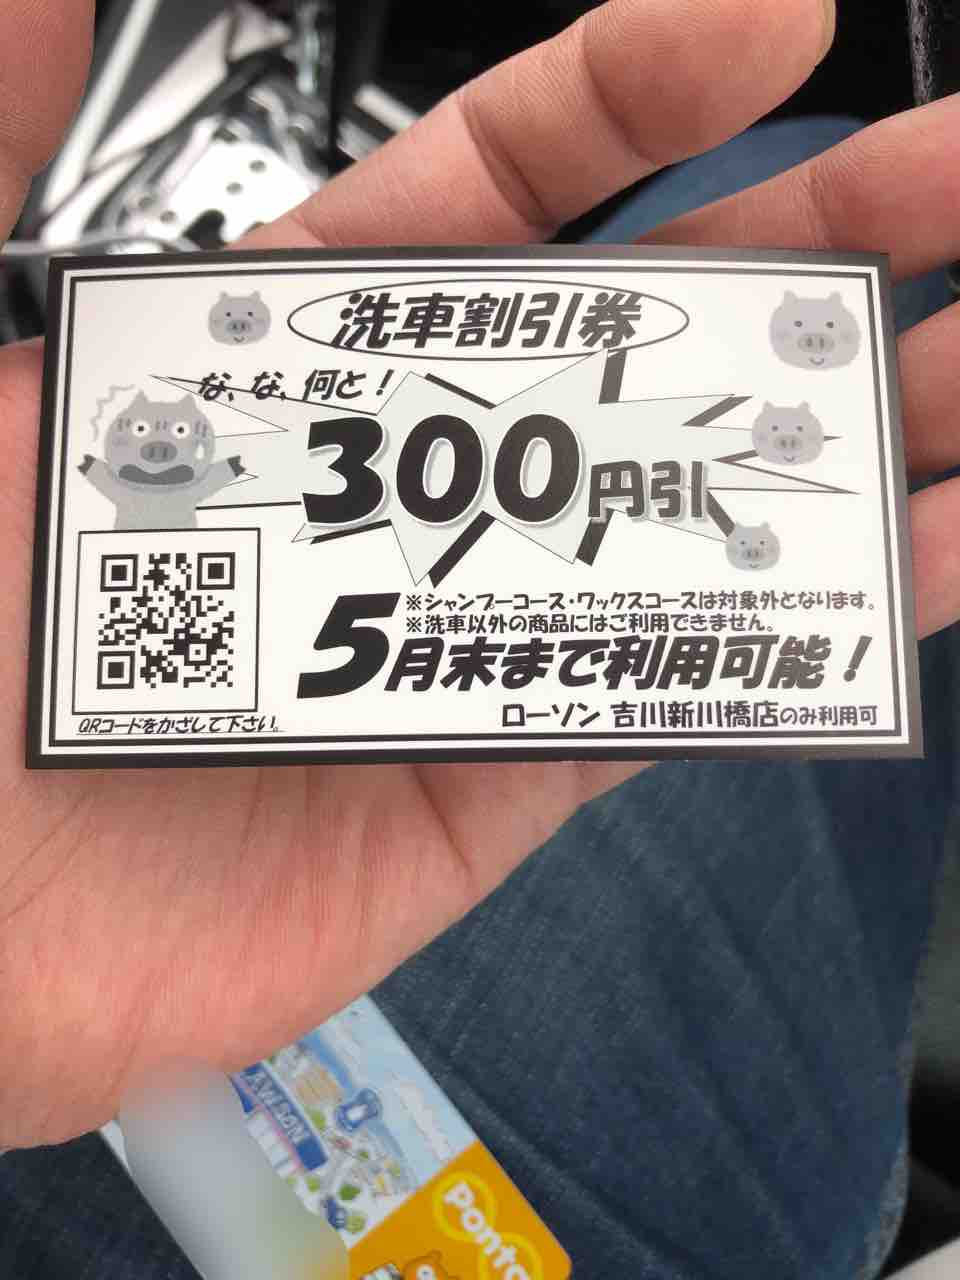 洗車割引券
な、な、何と！
300円引
※シャンプーコース・ワックスコースは対象外となります。
※洗車以外の商品にはご利用できません。
5月末まで利用可能！
ローソン 吉川新川橋店のみ利用可
QRコードをかざして下さい。
LAWSON
Ponta